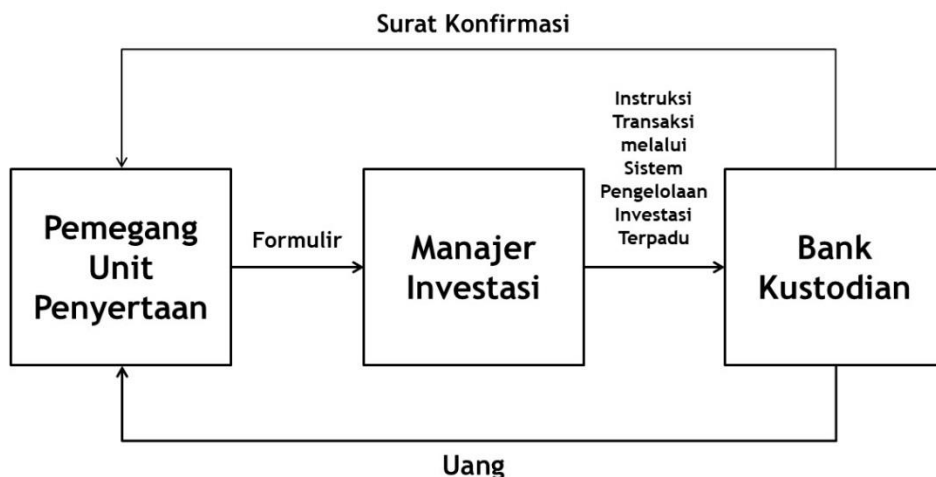 Surat Konfirmasi
Pemegang
Unit
Penyertaan
Formulir
Manajer
Investasi
Instruksi
Transaksi
melalui
Sistem
Pengelolaan
Investasi
Terpadu
Bank
Kustodian
Uang